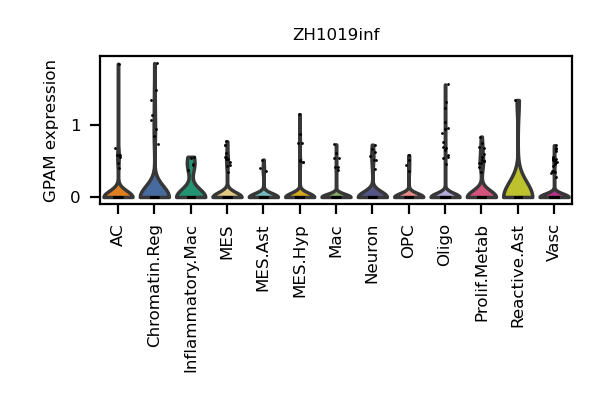 ZH1019inf
GPAM expression
1
0
AC
Chromatin.Reg
Inflammatory.Mac
MES
MES.Ast
MES.Hyp
Mac
Neuron
OPC
Oligo
Prolif.Metab
Reactive.Ast
Vasc